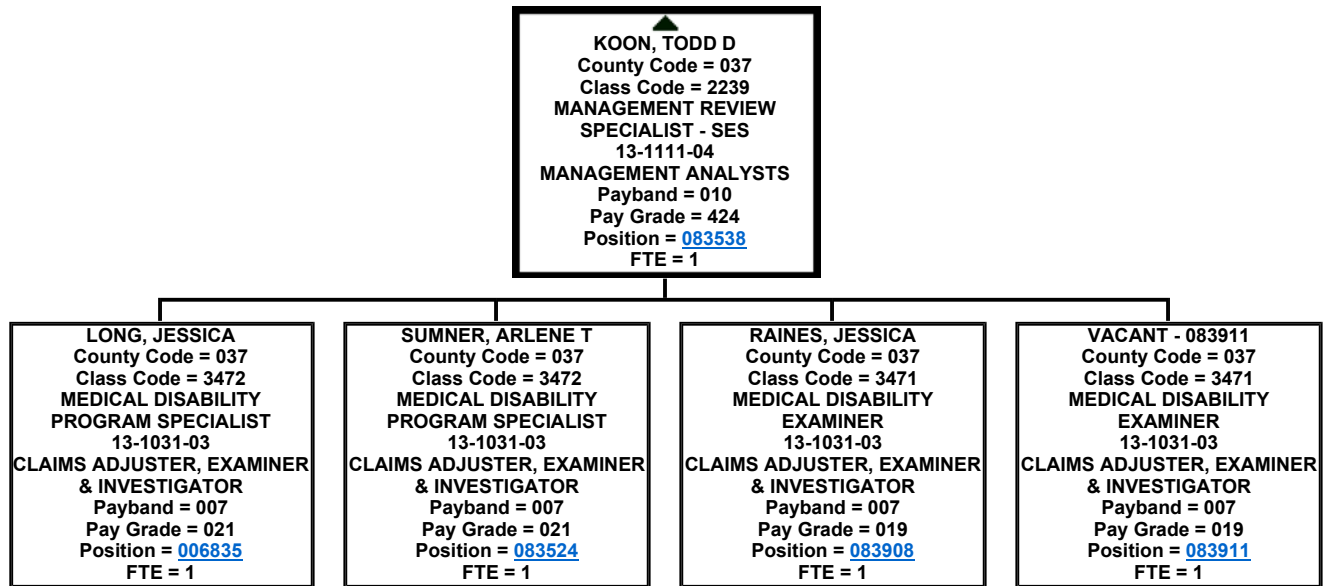 KOON, TODD D
County Code = 037
Class Code = 2239
MANAGEMENT REVIEW
SPECIALIST - SES
13-1111-04
MANAGEMENT ANALYSTS
Payband = 010
Pay Grade = 424
Position = 083538
FTE = 1
LONG, JESSICA
County Code = 037
Class Code = 3472
MEDICAL DISABILITY
PROGRAM SPECIALIST
13-1031-03
CLAIMS ADJUSTER, EXAMINER
& INVESTIGATOR
Payband = 007
Pay Grade = 021
Position = 006835
FTE = 1
SUMNER, ARLENE T
County Code = 037
Class Code = 3472
MEDICAL DISABILITY
PROGRAM SPECIALIST
13-1031-03
CLAIMS ADJUSTER, EXAMINER
& INVESTIGATOR
Payband = 007
Pay Grade = 021
Position = 083524
FTE = 1
RAINES, JESSICA
County Code = 037
Class Code = 3471
MEDICAL DISABILITY
EXAMINER
13-1031-03
CLAIMS ADJUSTER, EXAMINER
& INVESTIGATOR
Payband = 007
Pay Grade = 019
Position = 083908
FTE = 1
VACANT - 083911
County Code = 037
Class Code = 3471
MEDICAL DISABILITY
EXAMINER
13-1031-03
CLAIMS ADJUSTER, EXAMINER
& INVESTIGATOR
Payband = 007
Pay Grade = 019
Position = 083911
FTE = 1